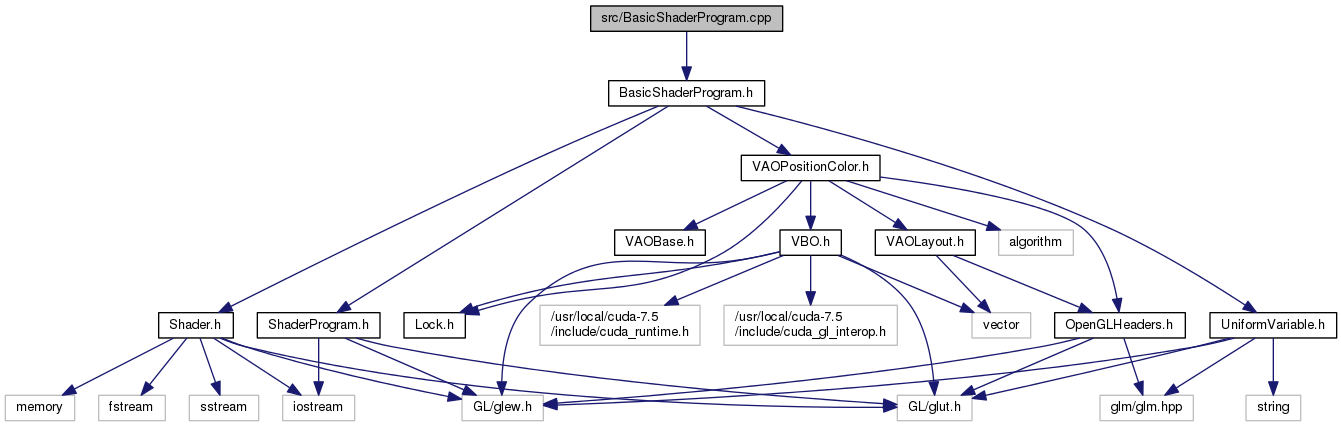 src/BasicShaderProgram.cpp
BasicShaderProgram.h
VAOPositionColor.h
VAOBase.h
VBO.h
VAOLayout.h
algorithm
Shader.h
ShaderProgram.h
Lock.h
/usr/local/cuda-7.5
/include/cuda_runtime.h
/usr/local/cuda-7.5
/include/cuda_gl_interop.h
vector
OpenGLHeaders.h
UniformVariable.h
memory
fstream
sstream
iostream
GL/glew.h
GL/glut.h
glm/glm.hpp
string